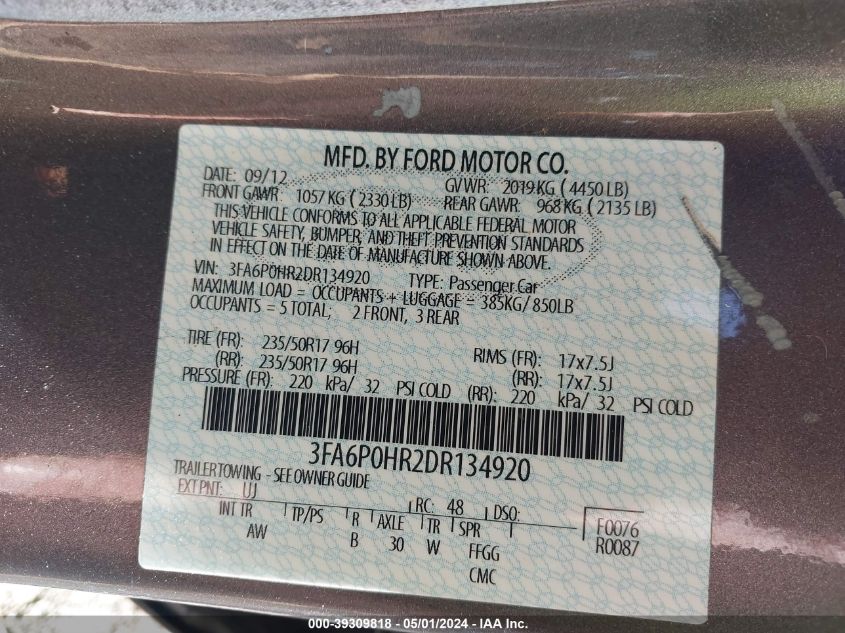 MFD. BY FORD MOTOR CO.
DATE: 09/12 GVWR: 2019 KG ( 4450 LB)
FRONT GAWR: 1057 KG ( 2330 LB) REAR GAWR: 968 KG ( 2135 LB)
THIS VEHICLE CONFORMS TO ALL APPLICABLE FEDERAL MOTOR
VEHICLE SAFETY, BUMPER, AND THEFT PREVENTION STANDARDS
IN EFFECT ON THE DATE OF MANUFACTURE SHOWN ABOVE.
VIN: 3FA6P0HR2DR134920 TYPE: Passenger Car
MAXIMUM LOAD = OCCUPANTS + LUGGAGE = 385KG/ 850LB
OCCUPANTS = 5 TOTAL; 2 FRONT, 3 REAR
TIRE (FR): 235/50R17 96H RIMS (FR): 17x7.5J
(RR): 235/50R17 96H (RR): 17x7.5J
PRESSURE (FR): 220 kPa/ 32 PSI COLD (RR): 220 kPa/ 32 PSI COLD
3FA6P0HR2DR134920
TRAILER TOWING - SEE OWNER GUIDE
EXT PNT: UJ RC: 48 DSO:
INT TR TP/PS R AXLE TR SPR F0076
AW B 30 W FFGG R0087
CMC
000-39309818 - 05/01/2024 - IAA Inc.